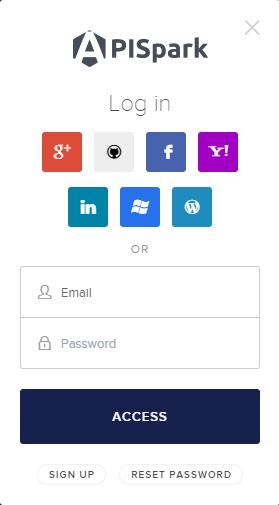 APISpark
Log in
g+ f Y!
in W
OR
Email
Password
ACCESS
SIGN UP RESET PASSWORD